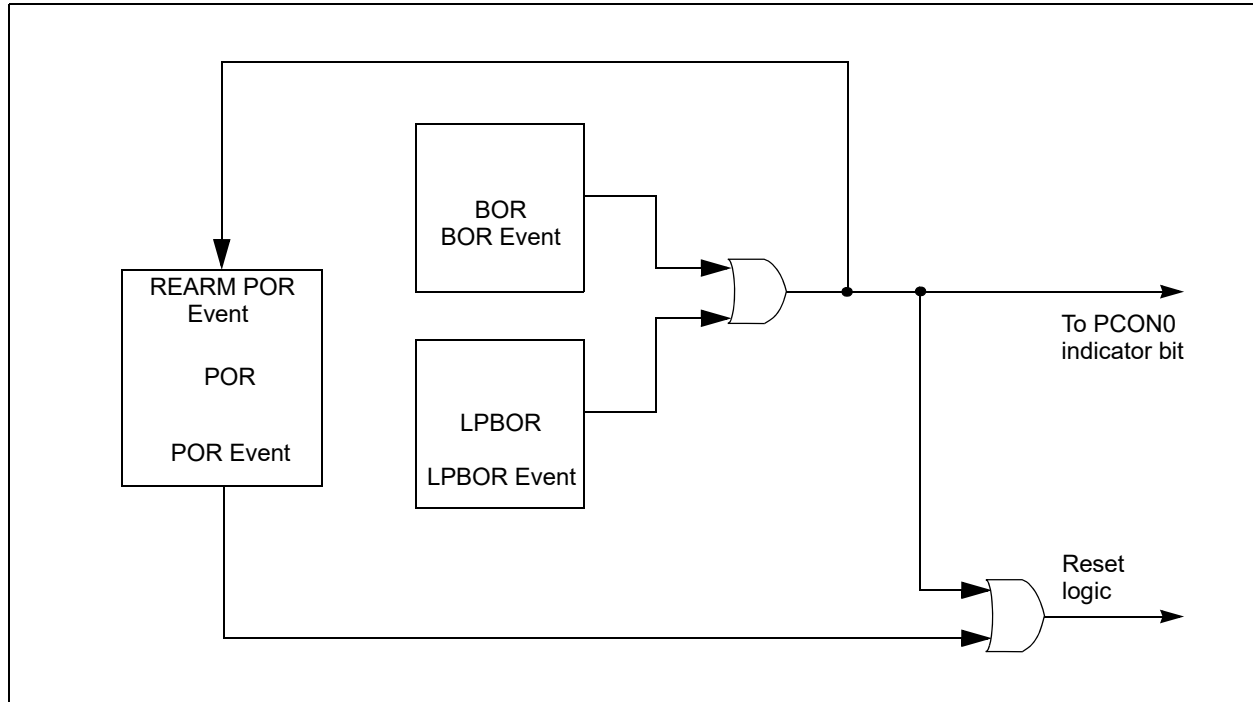 BOR
BOR Event
REARM POR
Event
POR
POR Event
LPBOR
LPBOR Event
To PCON0
indicator bit
Reset
logic